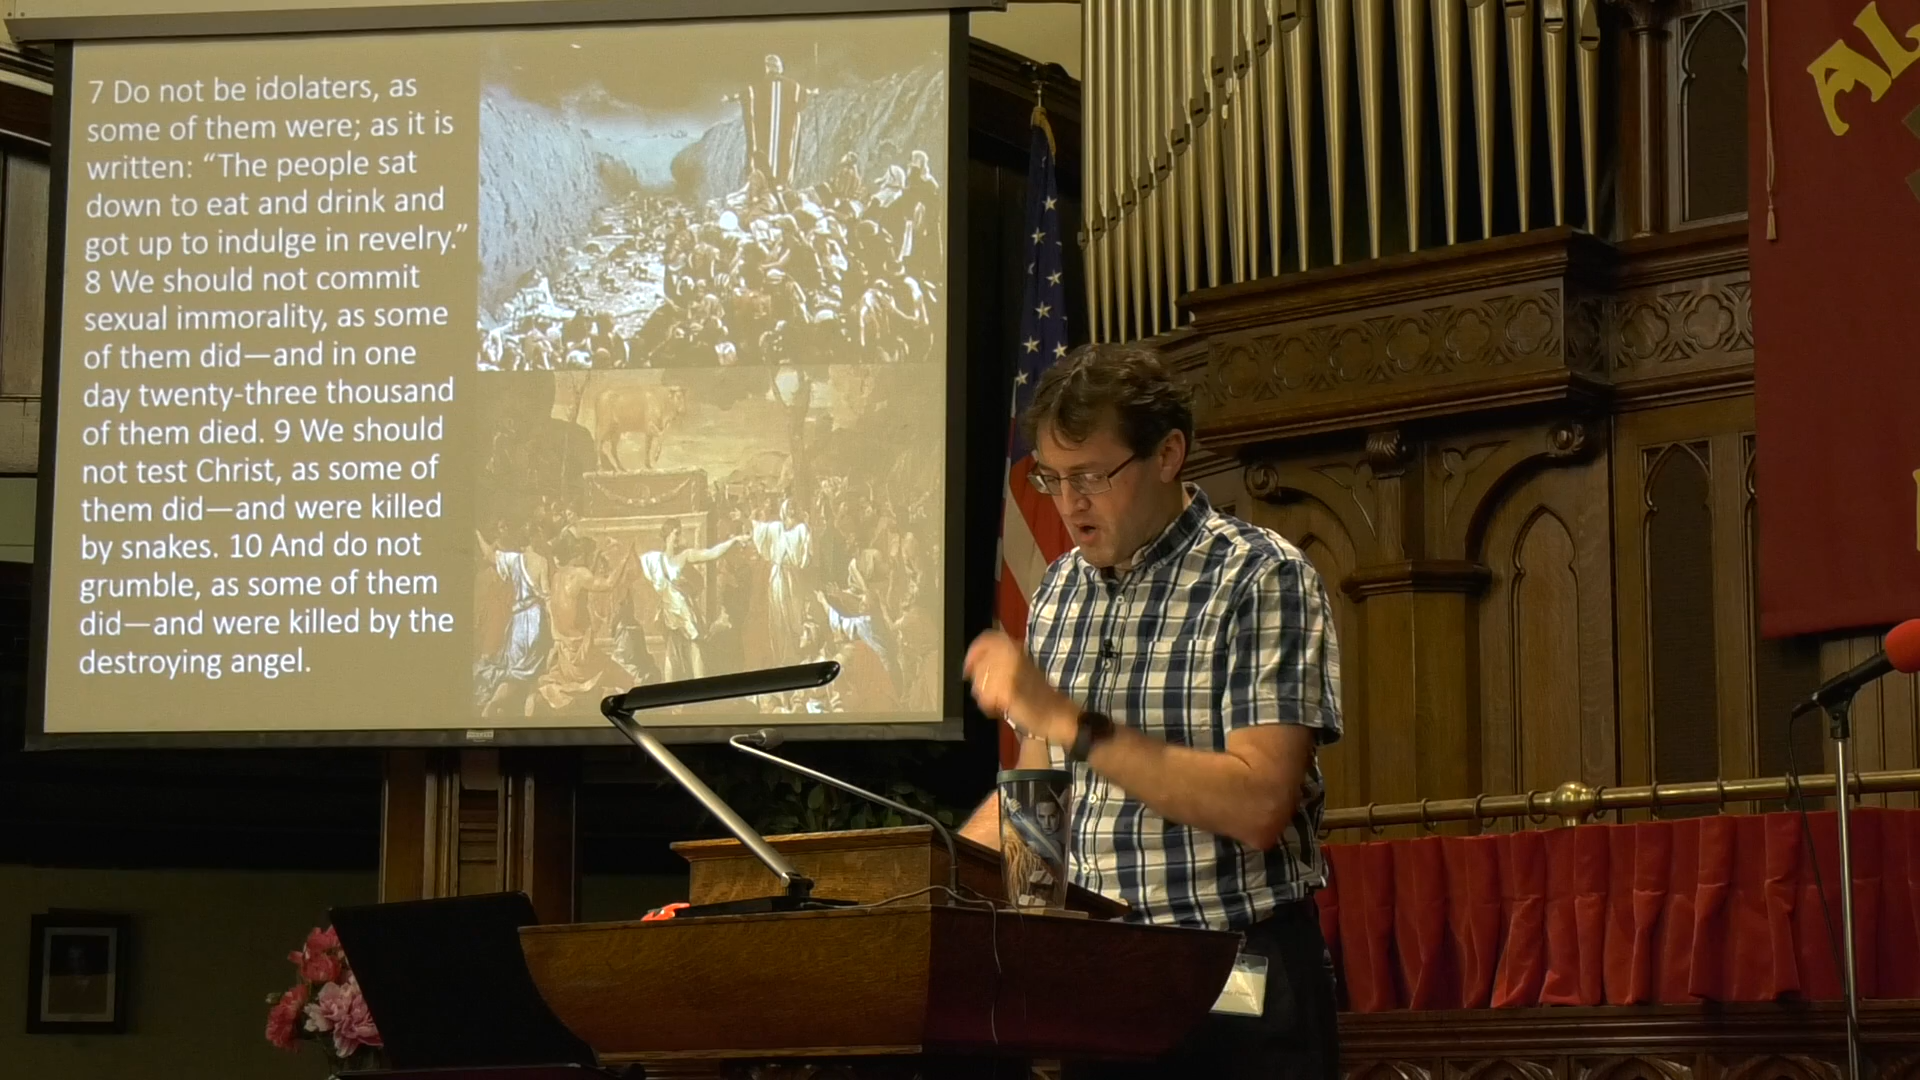 7 Do not be idolaters, as
some of them were; as it is
written: “The people sat
down to eat and drink and
got up to indulge in revelry.”
8 We should not commit
sexual immorality, as some
of them did—and in one
day twenty-three thousand
of them died. 9 We should
not test Christ, as some of
them did—and were killed
by snakes. 10 And do not
grumble, as some of them
did—and were killed by the
destroying angel.
AL